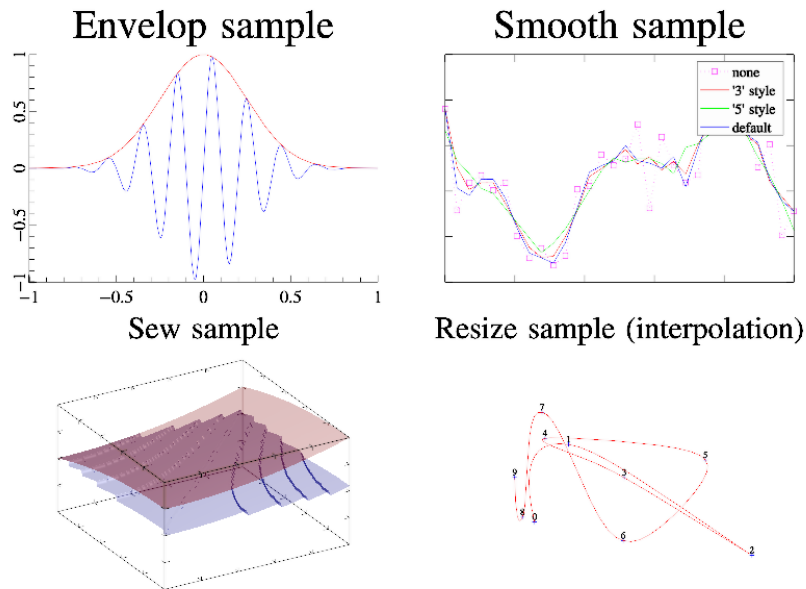 Envelop sample
1
0.5
0
−0.5
−1
−1
−0.5
0
0.5
1
Smooth sample
none
'3' style
'5' style
default
Sew sample
Resize sample (interpolation)
7
4
1
5
3
9
8
0
6
2